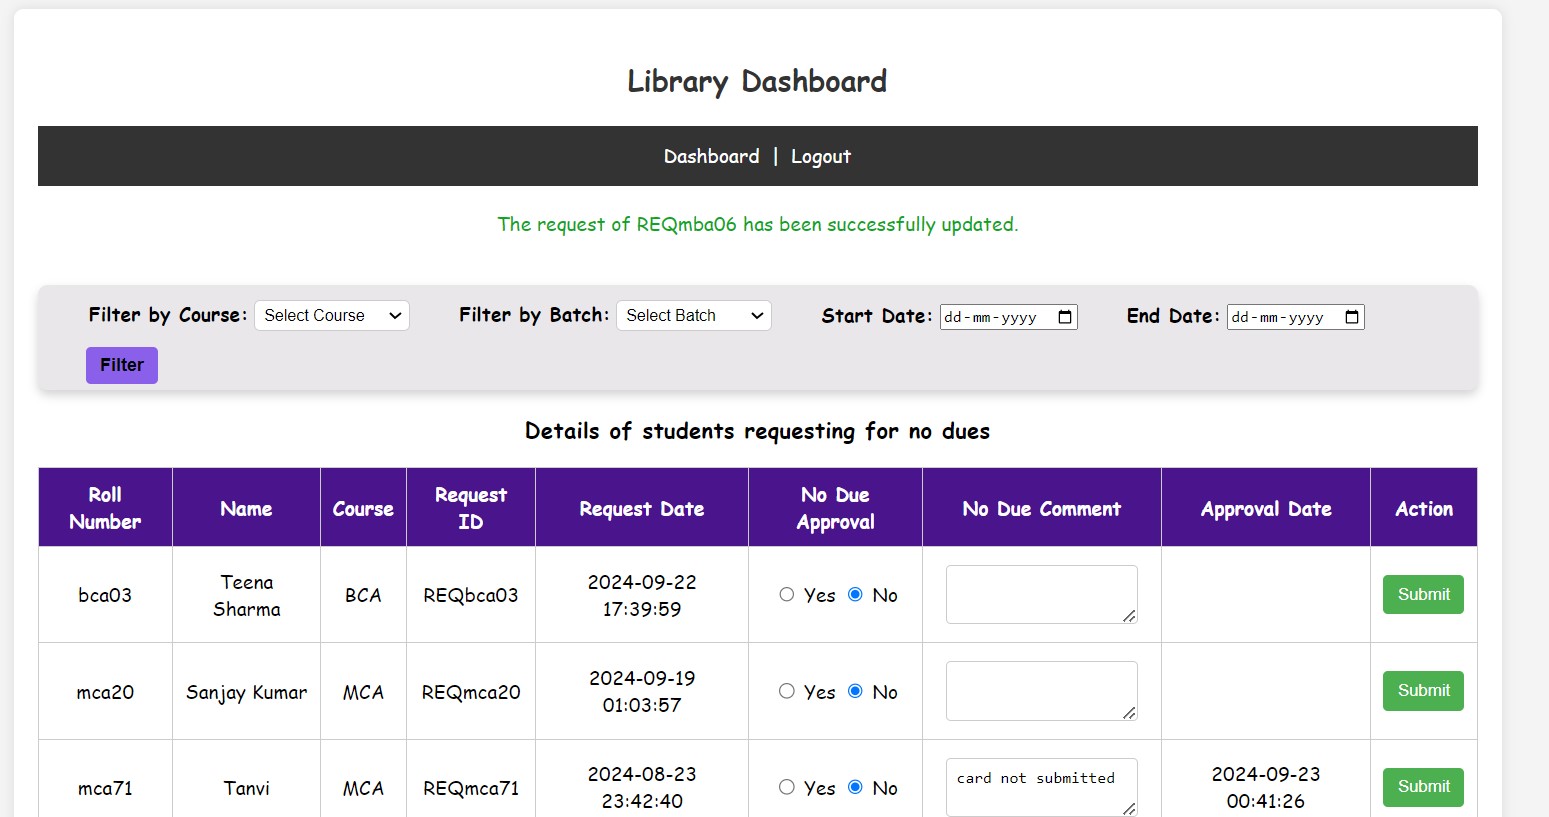 Library Dashboard
Dashboard | Logout
The request of REQmba06 has been successfully updated.
Filter by Course: Select Course Filter by Batch: Select Batch Start Date: dd-mm-yyyy End Date: dd-mm-yyyy
Filter
Details of students requesting for no dues
Roll Number Name Course Request ID Request Date No Due Approval No Due Comment Approval Date Action
bca03 Teena Sharma BCA REQbca03 2024-09-22 17:39:59 Yes No Submit
mca20 Sanjay Kumar MCA REQmca20 2024-09-19 01:03:57 Yes No Submit
mca71 Tanvi MCA REQmca71 2024-08-23 23:42:40 Yes No card not submitted 2024-09-23 00:41:26 Submit